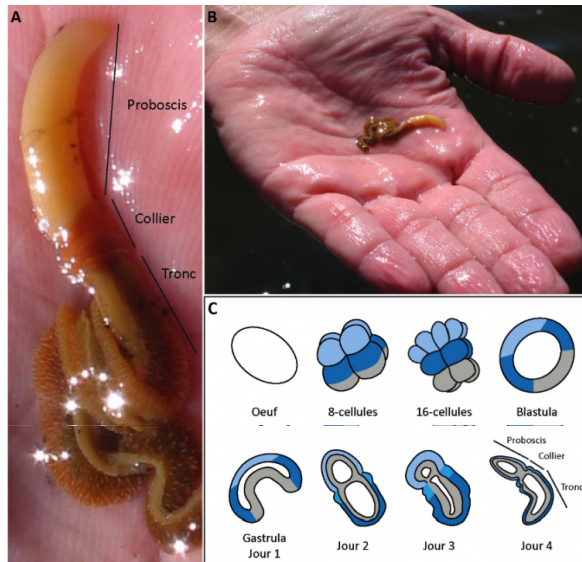 A
Proboscis
Collier
Tronc
B
C
Oeuf
8-cellules
16-cellules
Blastula
Proboscis
Collier
Tronc
Gastrula
Jour 1
Jour 2
Jour 3
Jour 4